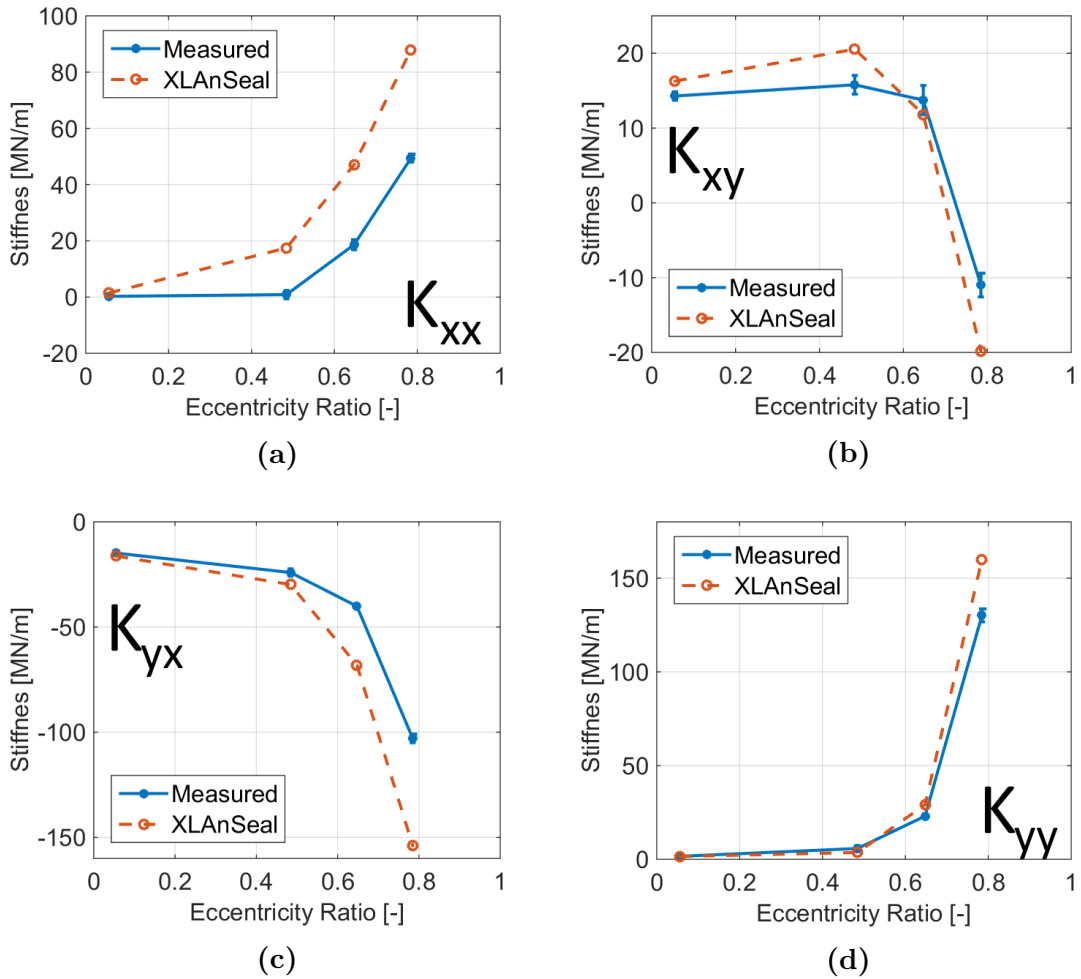 100
80
60
40
20
0
-20
Stiffnes [MN/m]
Measured
XLAnSeal
K_xx
0 0.2 0.4 0.6 0.8 1
Eccentricity Ratio [-]
(a)
20
10
0
-10
-20
Stiffnes [MN/m]
K_xy
Measured
XLAnSeal
0 0.2 0.4 0.6 0.8 1
Eccentricity Ratio [-]
(b)
0
-50
-100
-150
Stiffnes [MN/m]
K_yx
Measured
XLAnSeal
0 0.2 0.4 0.6 0.8 1
Eccentricity Ratio [-]
(c)
150
100
50
0
Stiffnes [MN/m]
Measured
XLAnSeal
K_yy
0 0.2 0.4 0.6 0.8 1
Eccentricity Ratio [-]
(d)